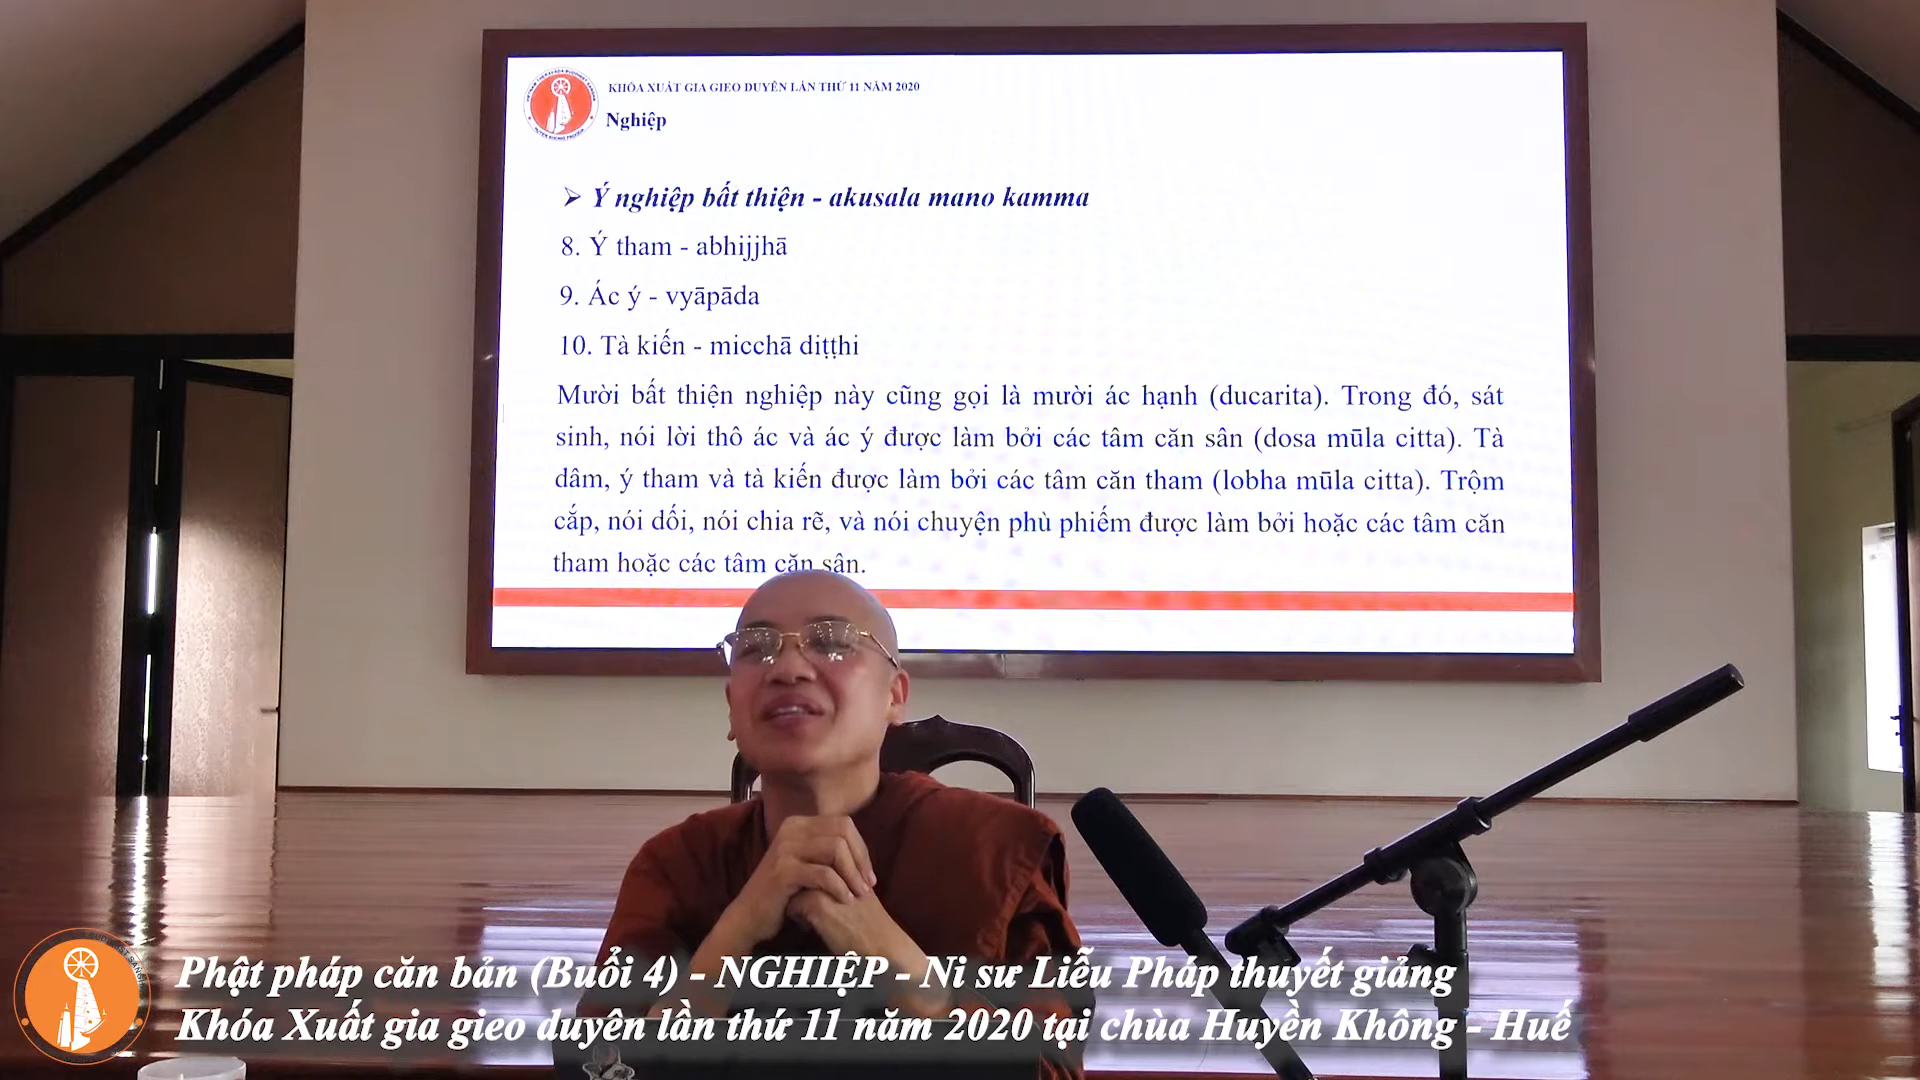 KHÓA XUẤT GIA GIEO DUYÊN LẦN THỨ 11 NĂM 2020
Nghiệp
➢ Ý nghiệp bất thiện - akusala mano kamma
8. Ý tham - abhijjhā
9. Ác ý - vyāpāda
10. Tà kiến - micchā diṭṭhi
Mười bất thiện nghiệp này cũng gọi là mười ác hạnh (ducarita). Trong đó, sát
sinh, nói lời thô ác và ác ý được làm bởi các tâm căn sân (dosa mūla citta). Tà
dâm, ý tham và tà kiến được làm bởi các tâm căn tham (lobha mūla citta). Trộm
cắp, nói dối, nói chia rẽ, và nói chuyện phù phiếm được làm bởi hoặc các tâm căn
tham hoặc các tâm căn sân.
Phật pháp căn bản (Buổi 4) - NGHIỆP - Ni sư Liễu Pháp thuyết giảng
Khóa Xuất gia gieo duyên lần thứ 11 năm 2020 tại chùa Huyền Không - Huế